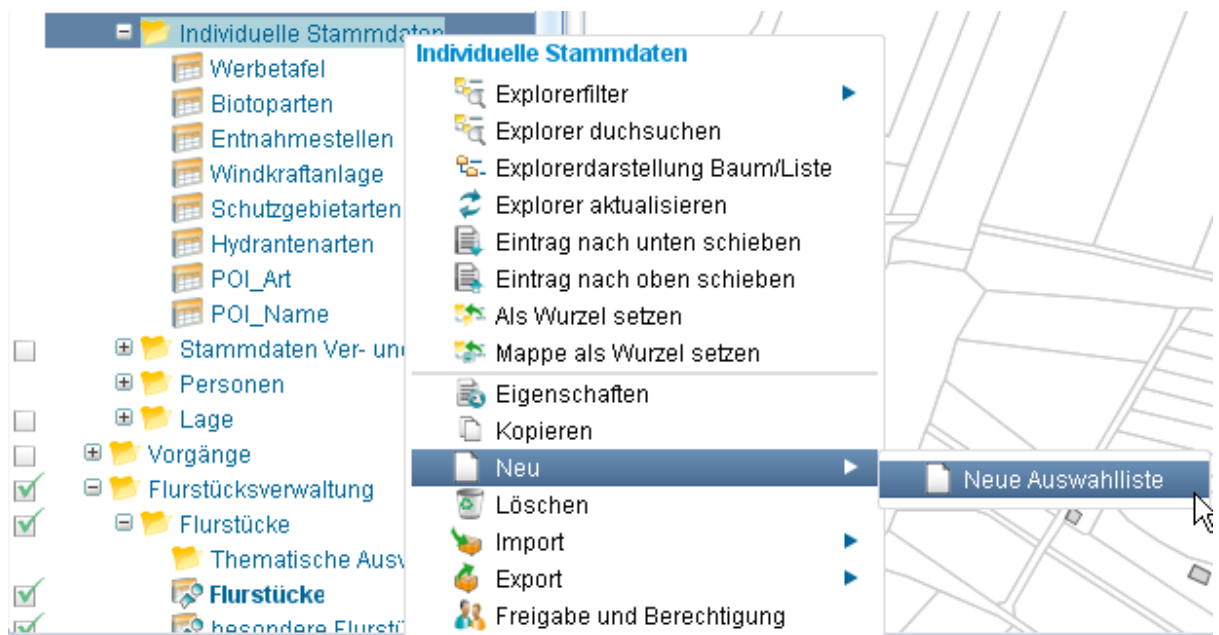 Individuelle Stammdaten
Werbetafel
Biotoparten
Entnahmestellen
Windkraftanlage
Schutzgebietarten
Hydrantenarten
POI_Art
POI_Name
Stammdaten Ver- und
Personen
Lage
Vorgänge
Flurstücksverwaltung
Flurstücke
Thematische
Flurstücke
besondere
Individuelle Stammdaten
Explorerfilter
Explorer duchsuchen
Explorerdarstellung Baum/Liste
Explorer aktualisieren
Eintrag nach unten schieben
Eintrag nach oben schieben
Als Wurzel setzen
Mappe als Wurzel setzen
Eigenschaften
Kopieren
Neu
Löschen
Import
Export
Freigabe und Berechtigung
Neue Auswahlliste